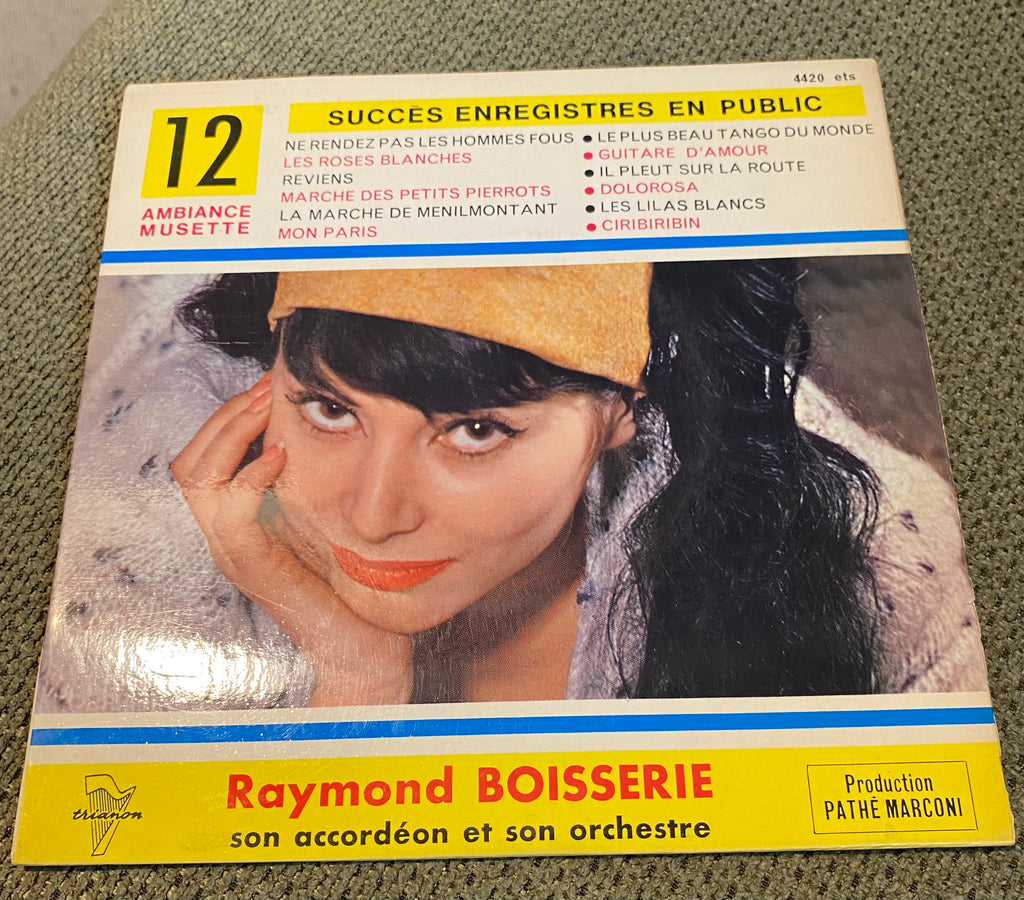 4420 ets
12
AMBIANCE
MUSETTE
SUCCÈS ENREGISTRES EN PUBLIC
NE RENDEZ PAS LES HOMMES FOUS
LES ROSES BLANCHES
REVIENS
MARCHE DES PETITS PIERROTS
LA MARCHE DE MENILMONTANT
MON PARIS
● LE PLUS BEAU TANGO DU MONDE
● GUITARE D'AMOUR
● IL PLEUT SUR LA ROUTE
● DOLOROSA
● LES LILAS BLANCS
● CIRIBIRIBIN
trianon
Raymond BOISSERIE
son accordéon et son orchestre
Production
PATHÉ MARCONI